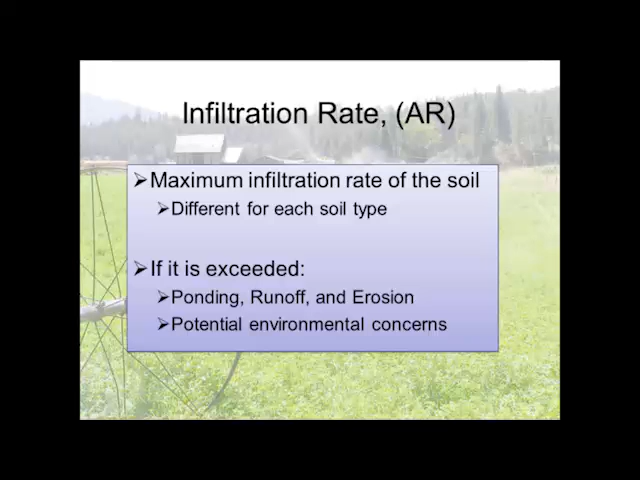 Infiltration Rate, (AR)
➢Maximum infiltration rate of the soil
➢Different for each soil type
➢If it is exceeded:
➢Ponding, Runoff, and Erosion
➢Potential environmental concerns